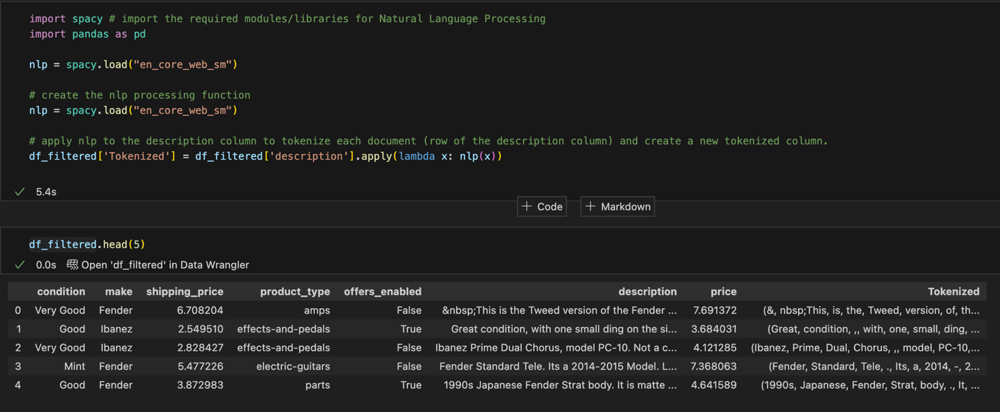 import spacy # import the required modules/libraries for Natural Language Processing
import pandas as pd
nlp = spacy.load("en_core_web_sm")
# create the nlp processing function
nlp = spacy.load("en_core_web_sm")
# apply nlp to the description column to tokenize each document (row of the description column) and create a new tokenized column.
df_filtered['Tokenized'] = df_filtered['description'].apply(lambda x: nlp(x))
5.4s
+ Code + Markdown
df_filtered.head(5)
0.0s Open 'df_filtered' in Data Wrangler
condition make shipping_price product_type offers_enabled description price Tokenized
0 Very Good Fender 6.708204 amps False &nbsp;This is the Tweed version of the Fender ... 7.691372 (&, nbsp;This, is, the, Tweed, version, of, th...
1 Good Ibanez 2.549510 effects-and-pedals True Great condition, with one small ding on the si... 3.684031 (Great, condition, ,, with, one, small, ding, ...
2 Very Good Ibanez 2.828427 effects-and-pedals False Ibanez Prime Dual Chorus, model PC-10. Not a c... 4.121285 (Ibanez, Prime, Dual, Chorus, ,, model, PC-10,...
3 Mint Fender 5.477226 electric-guitars False Fender Standard Tele. Its a 2014-2015 Model. L... 7.368063 (Fender, Standard, Tele, ., Its, a, 2014, -, 2...
4 Good Fender 3.872983 parts True 1990s Japanese Fender Strat body. It is matte ... 4.641589 (1990s, Japanese, Fender, Strat, body, ., It, ...